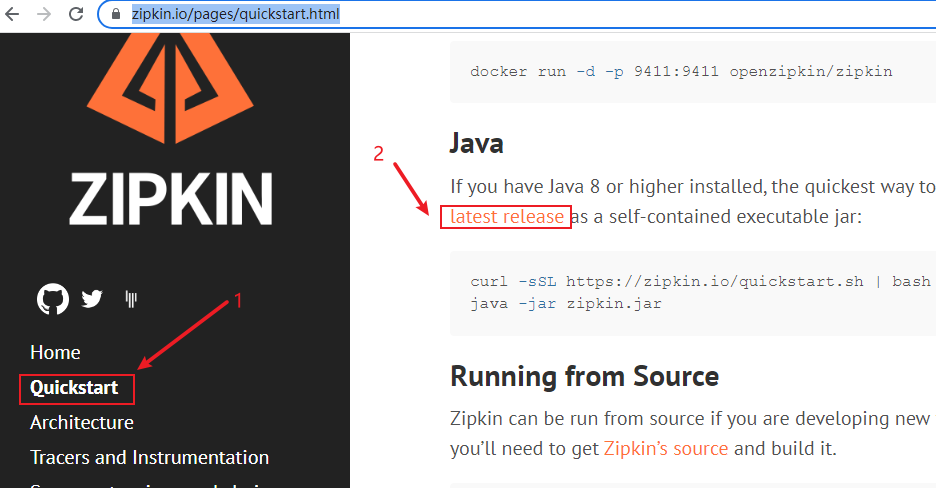 zipkin.io/pages/quickstart.html
docker run -d -p 9411:9411 openzipkin/zipkin
ZIPKIN
1
Home
Quickstart
Architecture
Tracers and Instrumentation
2
Java
If you have Java 8 or higher installed, the quickest way to
latest release as a self-contained executable jar:
curl -sSL https://zipkin.io/quickstart.sh | bash
java -jar zipkin.jar
Running from Source
Zipkin can be run from source if you are developing new
you’ll need to get Zipkin’s source and build it.